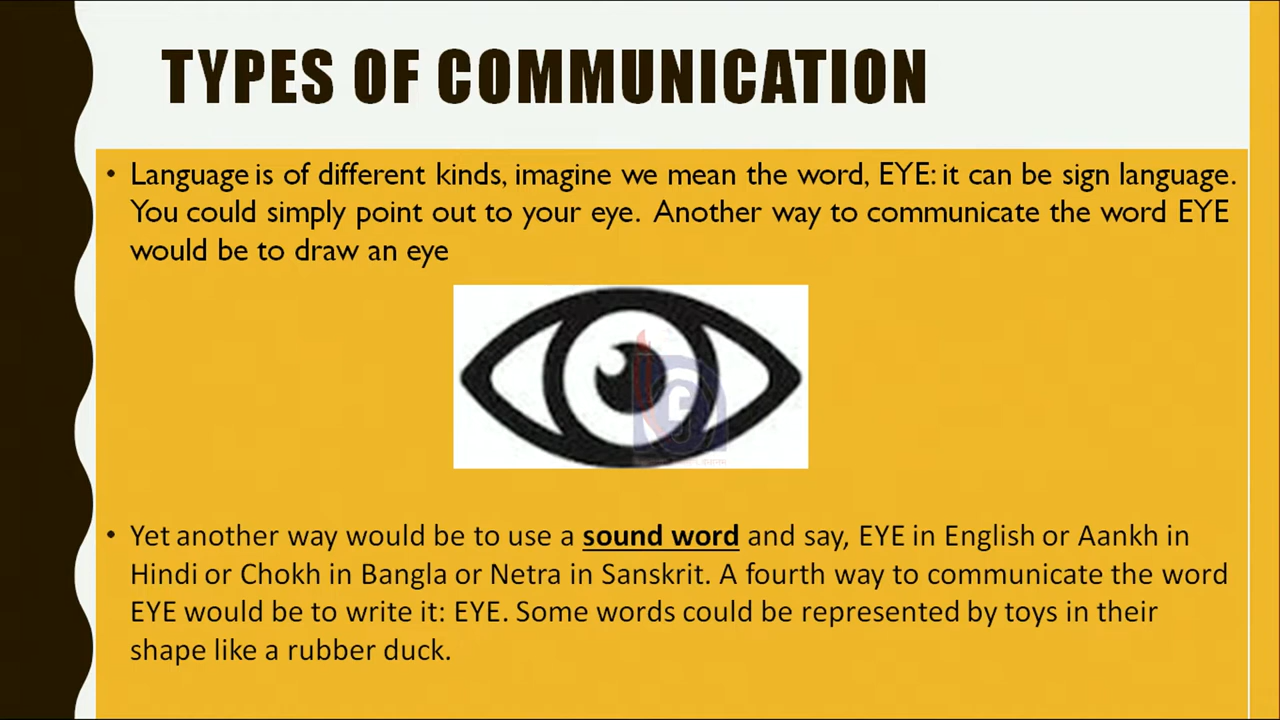 TYPES OF COMMUNICATION
• Language is of different kinds, imagine we mean the word, EYE: it can be sign language.
You could simply point out to your eye. Another way to communicate the word EYE
would be to draw an eye
• Yet another way would be to use a sound word and say, EYE in English or Aankh in
Hindi or Chokh in Bangla or Netra in Sanskrit. A fourth way to communicate the word
EYE would be to write it: EYE. Some words could be represented by toys in their
shape like a rubber duck.